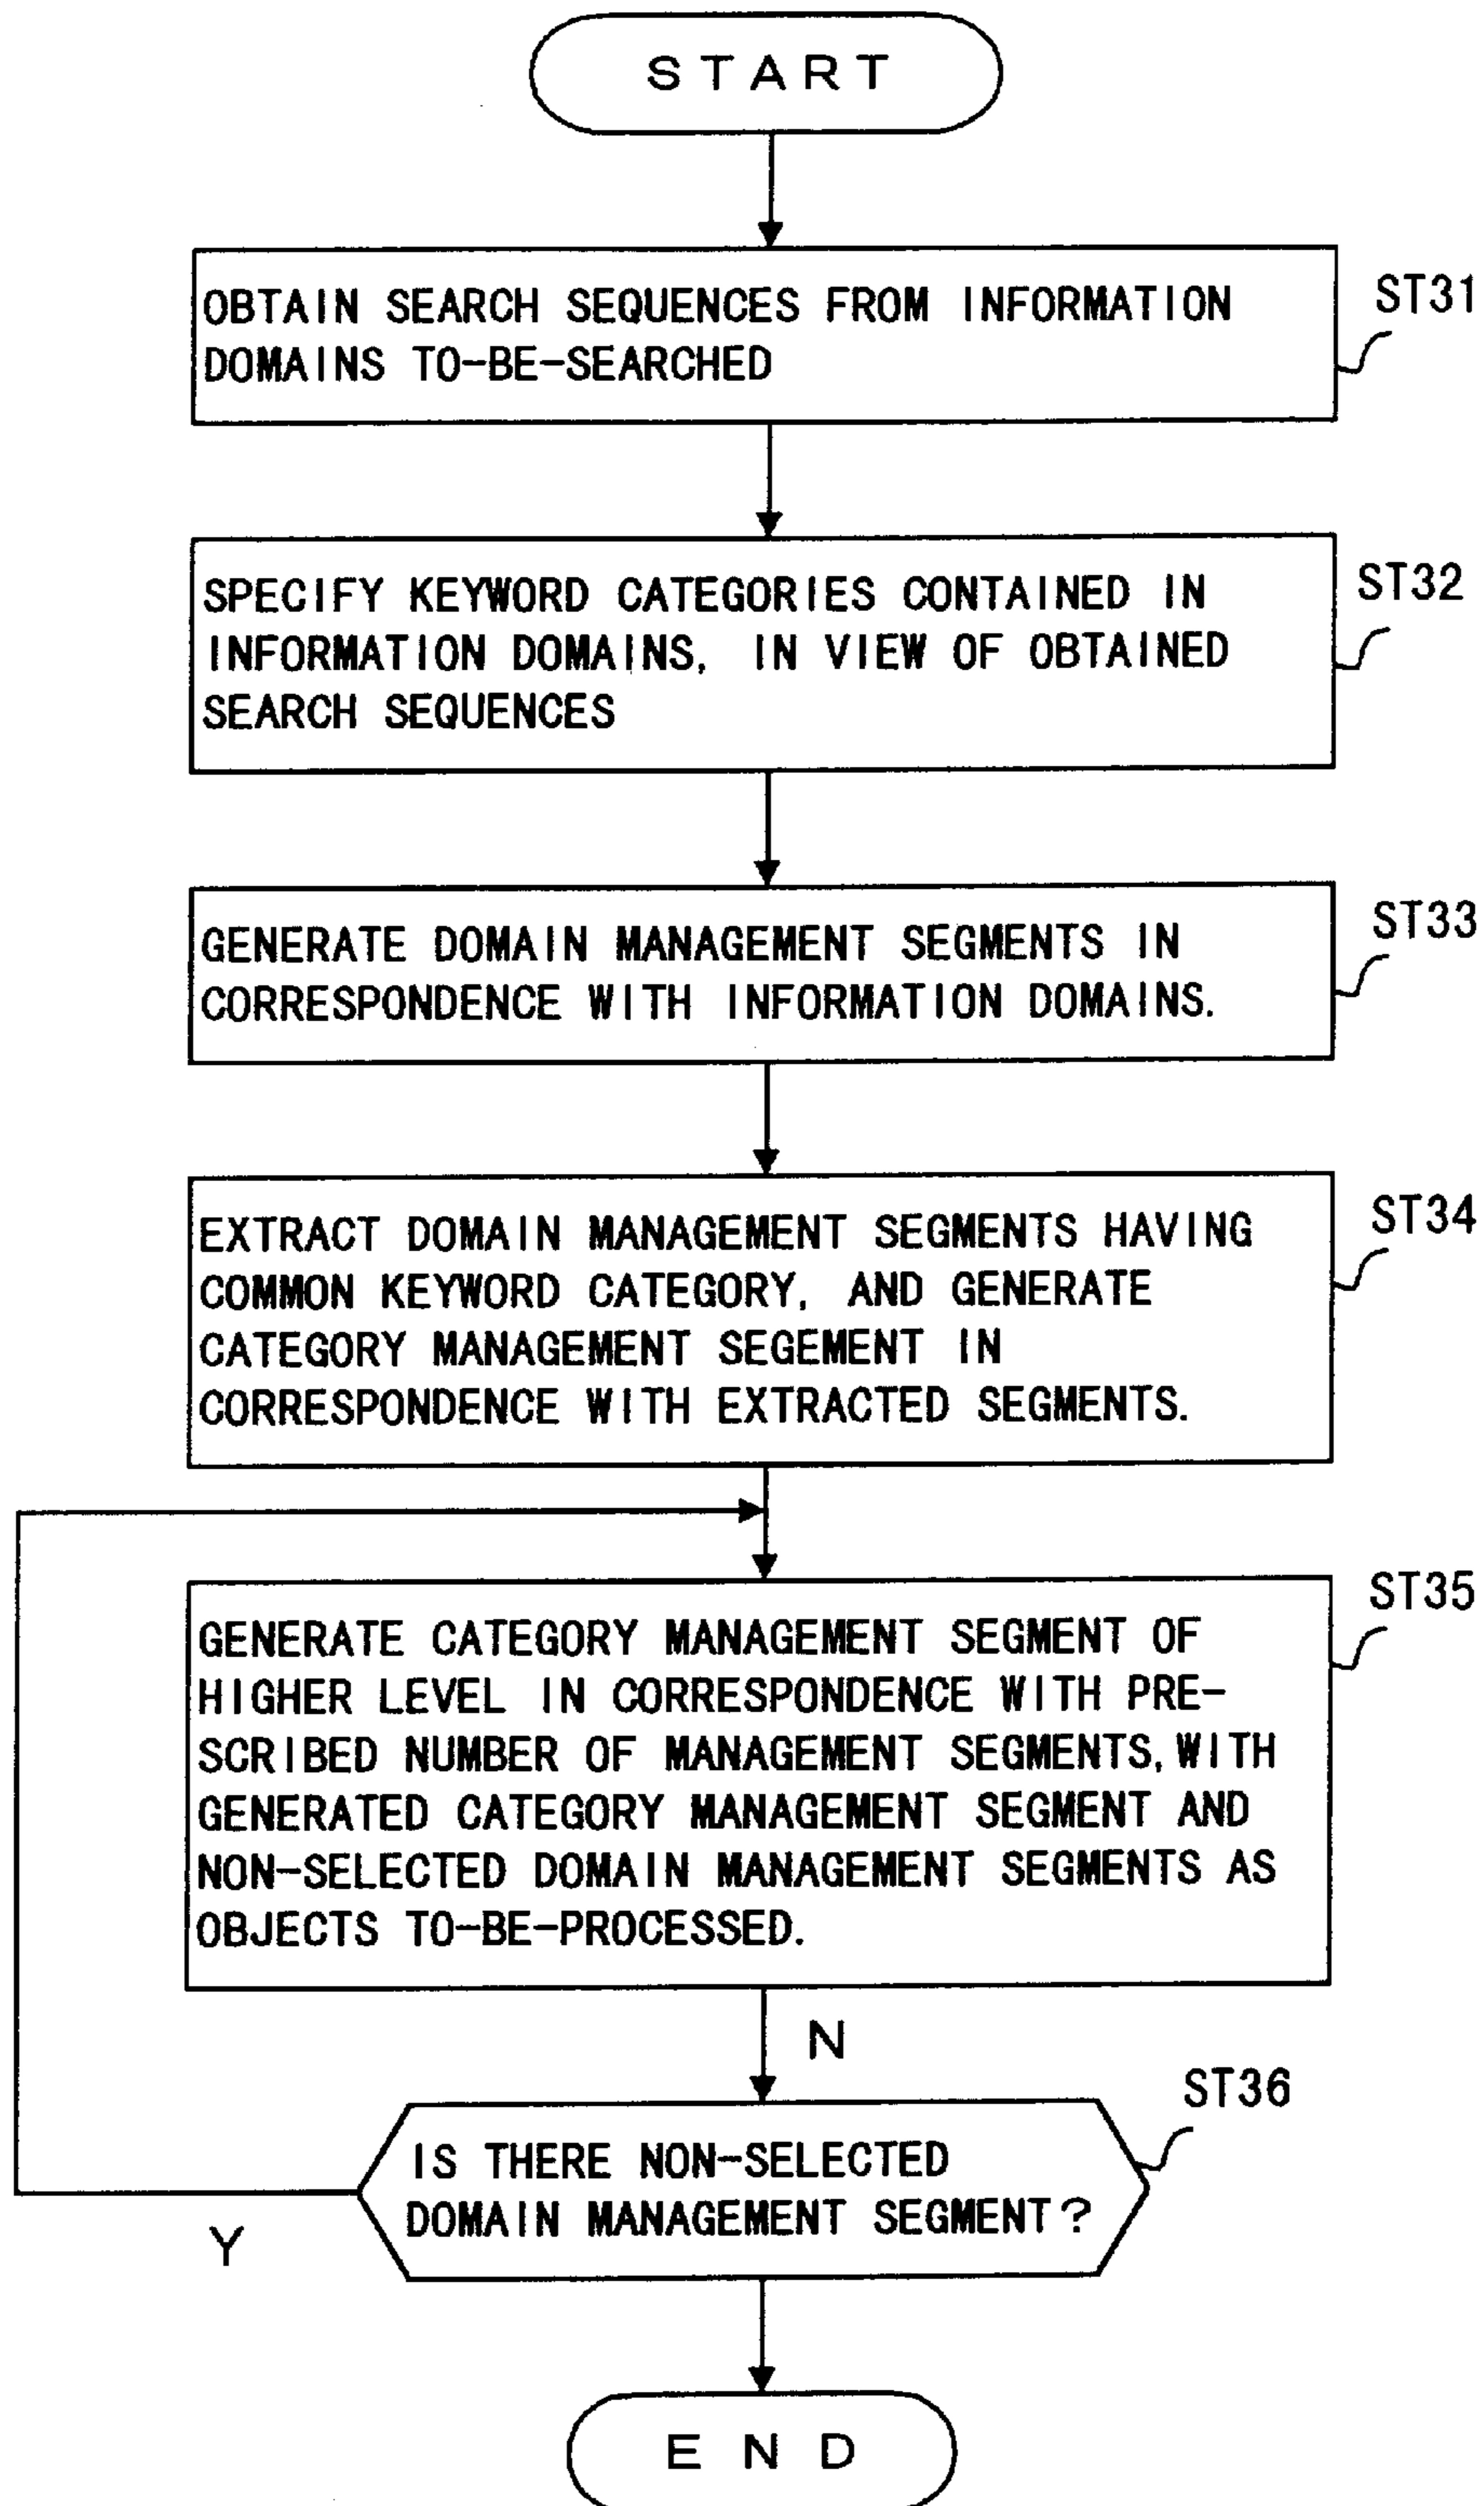 START
OBTAIN SEARCH SEQUENCES FROM INFORMATION
DOMAINS TO-BE-SEARCHED
ST31
SPECIFY KEYWORD CATEGORIES CONTAINED IN
INFORMATION DOMAINS, IN VIEW OF OBTAINED
SEARCH SEQUENCES
ST32
GENERATE DOMAIN MANAGEMENT SEGMENTS IN
CORRESPONDENCE WITH INFORMATION DOMAINS.
ST33
EXTRACT DOMAIN MANAGEMENT SEGMENTS HAVING
COMMON KEYWORD CATEGORY, AND GENERATE
CATEGORY MANAGEMENT SEGEMENT IN
CORRESPONDENCE WITH EXTRACTED SEGMENTS.
ST34
GENERATE CATEGORY MANAGEMENT SEGMENT OF
HIGHER LEVEL IN CORRESPONDENCE WITH PRE-
SCRIBED NUMBER OF MANAGEMENT SEGMENTS, WITH
GENERATED CATEGORY MANAGEMENT SEGMENT AND
NON-SELECTED DOMAIN MANAGEMENT SEGMENTS AS
OBJECTS TO-BE-PROCESSED.
ST35
N
IS THERE NON-SELECTED
DOMAIN MANAGEMENT SEGMENT?
ST36
Y
END